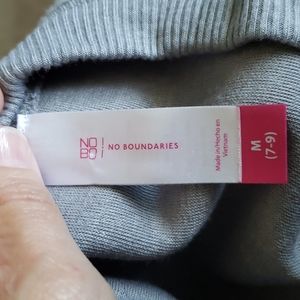 NO
BO
NO BOUNDARIES
Made in/Hecho en
Vietnam
M
(7-9)